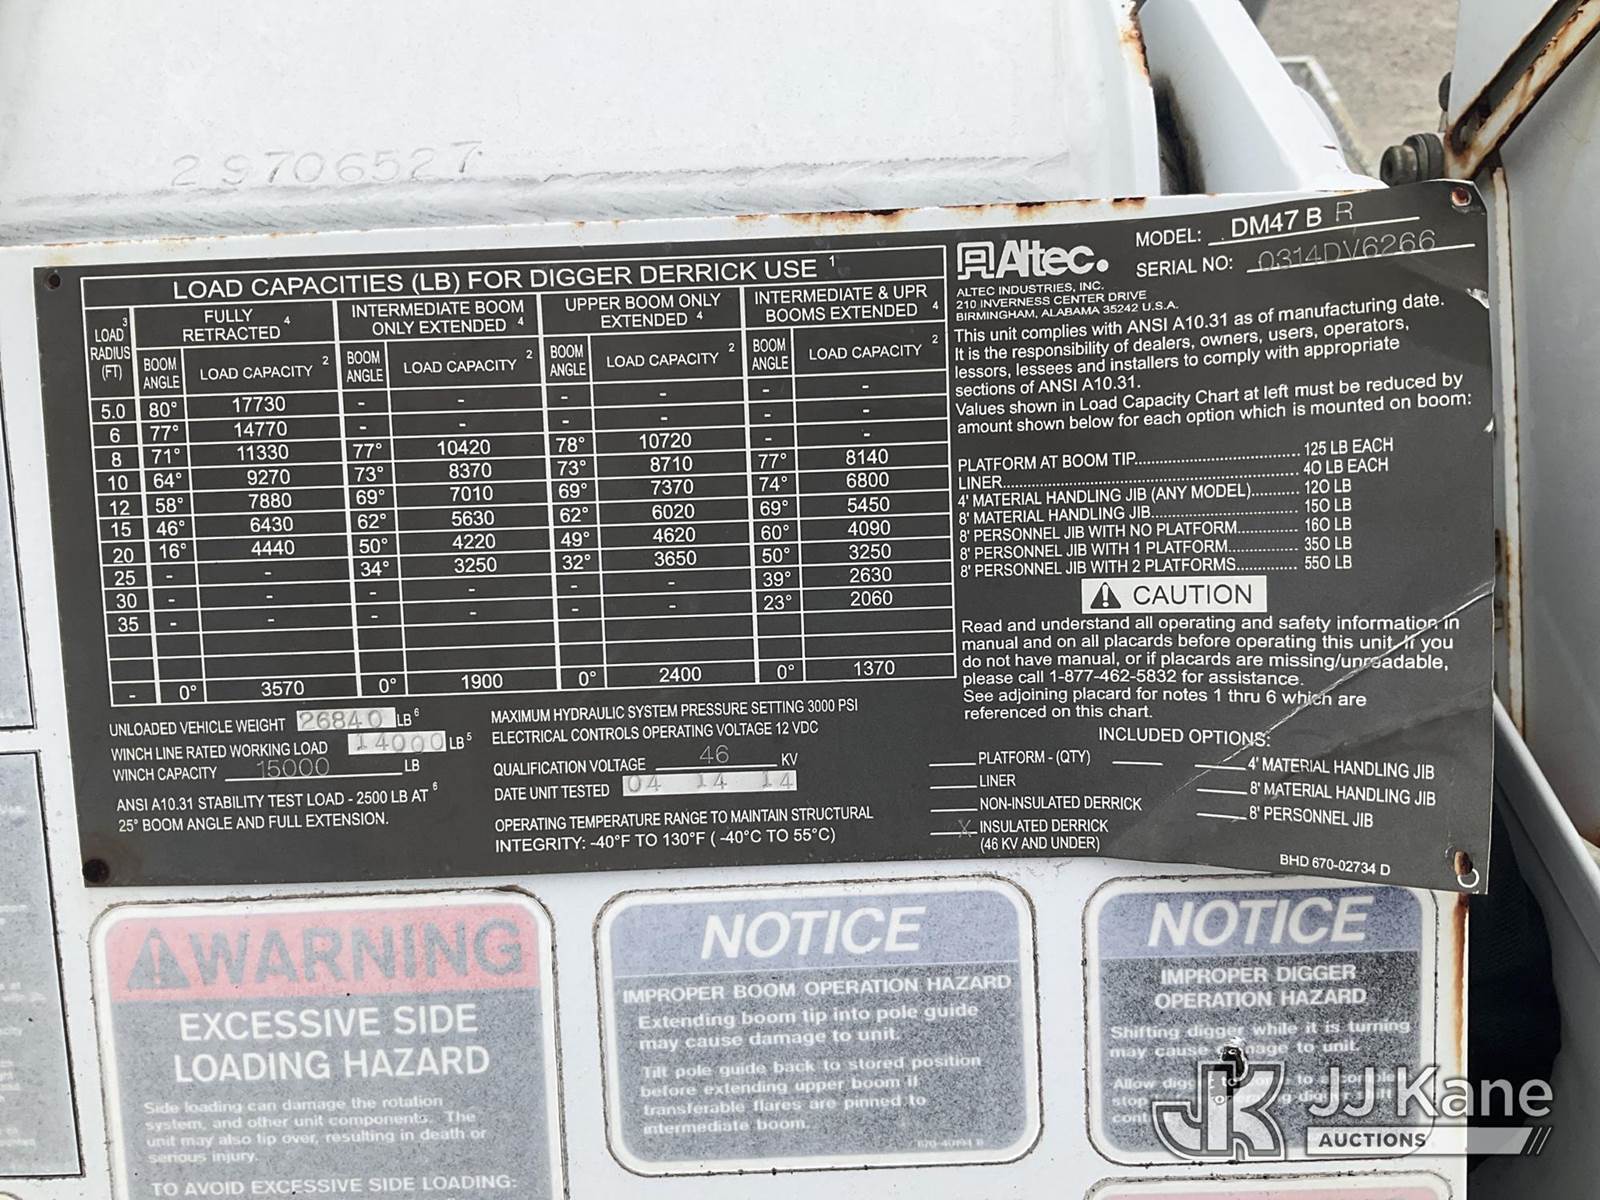 29706527
LOAD CAPACITIES (LB) FOR DIGGER DERRICK USE 1
LOAD 3 RADIUS (FT)
FULLY RETRACTED 4
INTERMEDIATE BOOM ONLY EXTENDED 4
UPPER BOOM ONLY EXTENDED 4
INTERMEDIATE & UPR BOOMS EXTENDED 4
BOOM ANGLE LOAD CAPACITY 2 BOOM ANGLE LOAD CAPACITY 2 BOOM ANGLE LOAD CAPACITY 2 BOOM ANGLE LOAD CAPACITY 2
5.0 80° 17730 - - - - - -
6 77° 14770 - - - - - -
8 71° 11330 77° 10420 78° 10720 - -
10 64° 9270 73° 8370 73° 8710 77° 8140
12 58° 7880 69° 7010 69° 7370 74° 6800
15 46° 6430 62° 5630 62° 6020 69° 5450
20 16° 4440 50° 4220 49° 4620 60° 4090
25 - - 34° 3250 32° 3650 50° 3250
30 - - - - - - 39° 2630
35 - - - - - - 23° 2060
- 0° 3570 0° 1900 0° 2400 0° 1370
UNLOADED VEHICLE WEIGHT 26840 LB 6
WINCH LINE RATED WORKING LOAD 14000 LB 5
WINCH CAPACITY 15000 LB
ANSI A10.31 STABILITY TEST LOAD - 2500 LB AT 6
25° BOOM ANGLE AND FULL EXTENSION.
MAXIMUM HYDRAULIC SYSTEM PRESSURE SETTING 3000 PSI
ELECTRICAL CONTROLS OPERATING VOLTAGE 12 VDC
QUALIFICATION VOLTAGE 46 KV
DATE UNIT TESTED 04 14 14
OPERATING TEMPERATURE RANGE TO MAINTAIN STRUCTURAL
INTEGRITY: -40°F TO 130°F ( -40°C TO 55°C)
Altec.
MODEL: DM47 B R
SERIAL NO: 0314DV6266
ALTEC INDUSTRIES, INC.
210 INVERNESS CENTER DRIVE
BIRMINGHAM, ALABAMA 35242 U.S.A.
This unit complies with ANSI A10.31 as of manufacturing date.
It is the responsibility of dealers, owners, users, operators,
lessors, lessees and installers to comply with appropriate
sections of ANSI A10.31.
Values shown in Load Capacity Chart at left must be reduced by
amount shown below for each option which is mounted on boom:
PLATFORM AT BOOM TIP................ 125 LB EACH
LINER................ 40 LB EACH
4' MATERIAL HANDLING JIB (ANY MODEL).......... 120 LB
8' MATERIAL HANDLING JIB................ 150 LB
8' PERSONNEL JIB WITH NO PLATFORM............ 160 LB
8' PERSONNEL JIB WITH 1 PLATFORM............ 350 LB
8' PERSONNEL JIB WITH 2 PLATFORMS........... 550 LB
CAUTION
Read and understand all operating and safety information in
manual and on all placards before operating this unit. If you
do not have manual, or if placards are missing/unreadable,
please call 1-877-462-5832 for assistance.
See adjoining placard for notes 1 thru 6 which are
referenced on this chart.
INCLUDED OPTIONS:
PLATFORM - (QTY)
LINER
NON-INSULATED DERRICK
X INSULATED DERRICK
(46 KV AND UNDER)
4' MATERIAL HANDLING JIB
8' MATERIAL HANDLING JIB
8' PERSONNEL JIB
BHD 670-02734 D
WARNING
EXCESSIVE SIDE
LOADING HAZARD
Side loading can damage the rotation
system, and other unit components. The
unit may also tip over, resulting in death or
serious injury.
TO AVOID EXCESSIVE SIDE LOADING:
NOTICE
IMPROPER BOOM OPERATION HAZARD
Extending boom tip into pole guide
may cause damage to unit.
Tilt pole guide back to stored position
before extending upper boom if
transferable flares are pinned to
intermediate boom.
NOTICE
IMPROPER DIGGER
OPERATION HAZARD
Shifting digger while it is turning
may cause damage to unit.
Allow
stop
JK JJ Kane
AUCTIONS